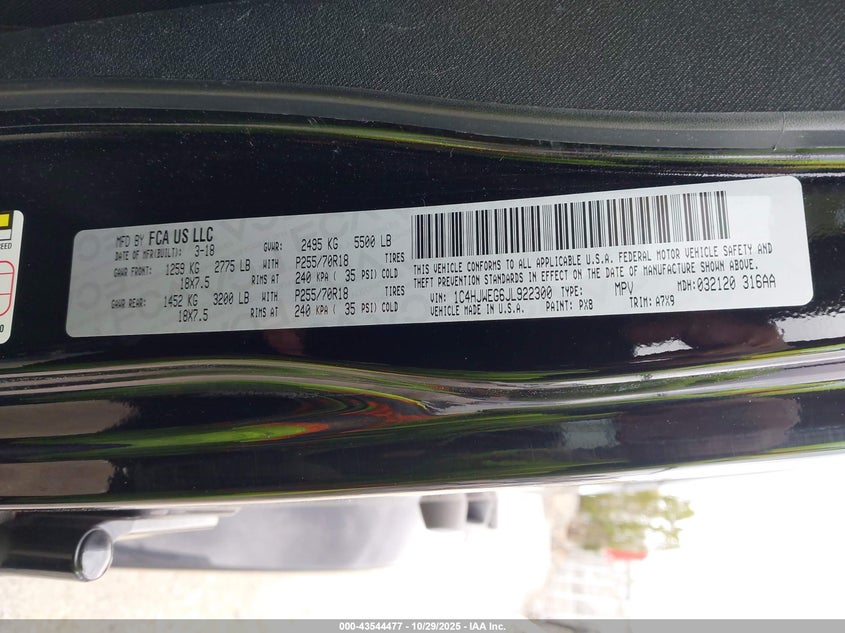 MFD BY FCA US LLC
DATE OF MFR(BUILT): 3-18 GVWR: 2495 KG 5500 LB
GAWR FRONT: 1259 KG 2775 LB WITH P255/70R18 TIRES
18X7.5 RIMS AT 240 KPA ( 35 PSI) COLD
GAWR REAR: 1452 KG 3200 LB WITH P255/70R18 TIRES
18X7.5 RIMS AT 240 KPA ( 35 PSI) COLD
THIS VEHICLE CONFORMS TO ALL APPLICABLE U.S.A. FEDERAL MOTOR VEHICLE SAFETY AND
THEFT PREVENTION STANDARDS IN EFFECT ON THE DATE OF MANUFACTURE SHOWN ABOVE.
VIN: 1C4HJWEG6JL922300 TYPE: MPV MDH: 032120 316AA
VEHICLE MADE IN U.S.A. PAINT: PX8 TRIM: A7X9
000-43544477 - 10/29/2025 - IAA Inc.